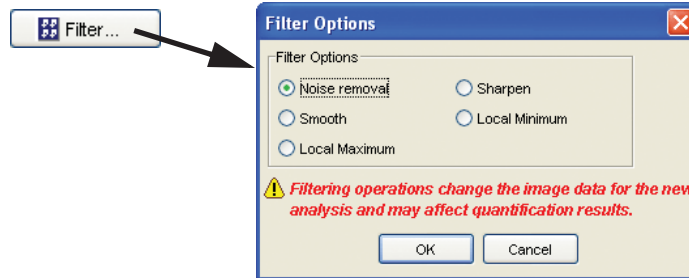 Filter...
Filter Options
Filter Options
Noise removal
Sharpen
Smooth
Local Minimum
Local Maximum
Filtering operations change the image data for the new
analysis and may affect quantification results.
OK
Cancel